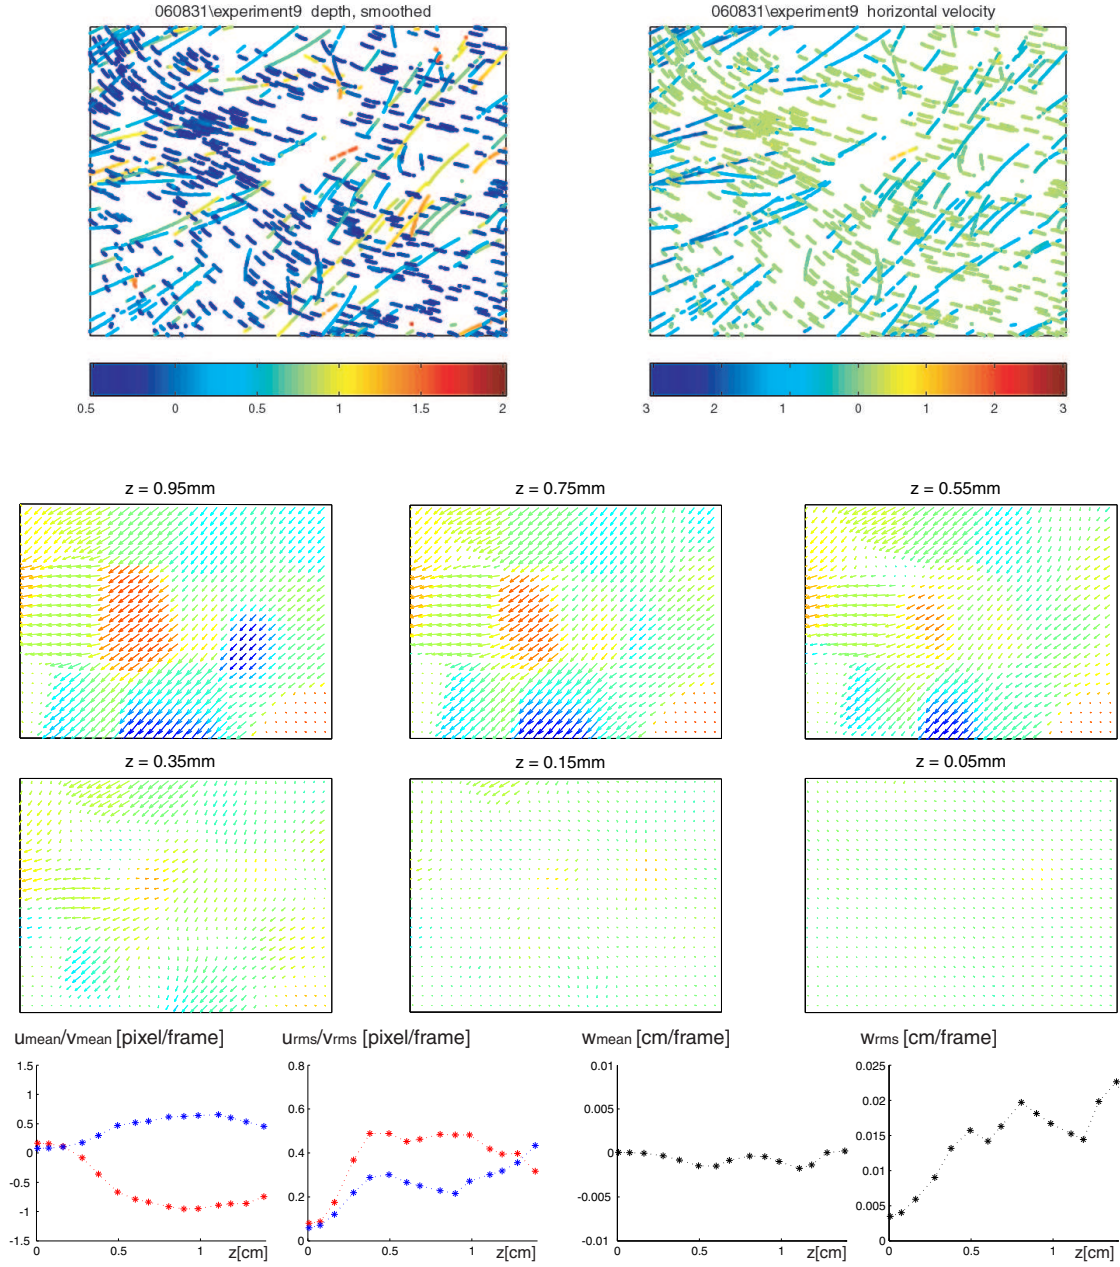 060831\experiment9 depth, smoothed
060831\experiment9 horizontal velocity
0.5 0 0.5 1 1.5 2
3 2 1 0 1 2 3
z = 0.95mm
z = 0.75mm
z = 0.55mm
z = 0.35mm
z = 0.15mm
z = 0.05mm
umean/vmean [pixel/frame]
urms/vrms [pixel/frame]
wmean [cm/frame]
wrms [cm/frame]
1.5
1
0.5
0
-0.5
-1
-1.5
0 0.5 1 z[cm]
0.8
0.6
0.4
0.2
0
0 0.5 1 z[cm]
0.01
0.005
0
-0.005
-0.01
0 0.5 1 z[cm]
0.025
0.02
0.015
0.01
0.005
0
0 0.5 1 z[cm]